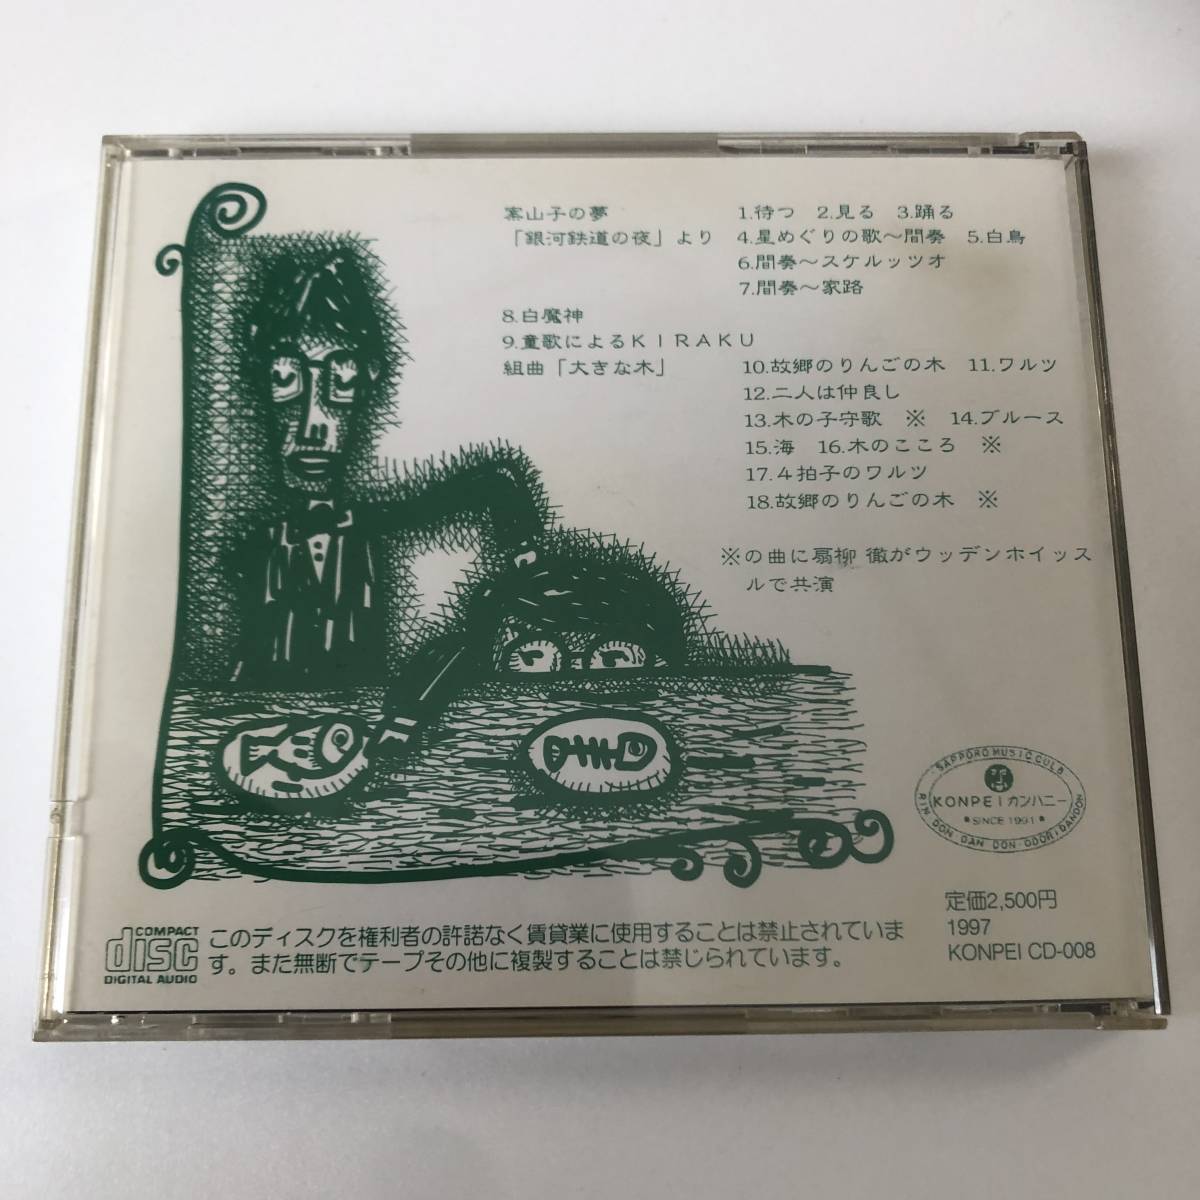 案山子の夢 1.待つ 2.見る 3.踊る
「銀河鉄道の夜」より 4.星めぐりの歌～間奏 5.白鳥
6.間奏～スケルッツオ
7.間奏～家路
8.白魔神
9.童歌によるKIRAKU
組曲「大きな木」 10.故郷のりんごの木 11.ワルツ
12.二人は仲良し
13.木の子守歌 ※ 14.ブルース
15.海 16.木のこころ ※
17.4拍子のワルツ
18.故郷のりんごの木 ※
※の曲に扇柳 徹がウッデンホイッス
ルで共演
SAPPORO MUSIC CULB
KONPEIカンパニー
•SINCE 1991•
RIN DON DAN DON ODORI DANDON
定価2,500円
1997
KONPEI CD-008
COMPACT
disc
DIGITAL AUDIO
このディスクを権利者の許諾なく賃貸業に使用することは禁止されていま
す。また無断でテープその他に複製することは禁じられています。